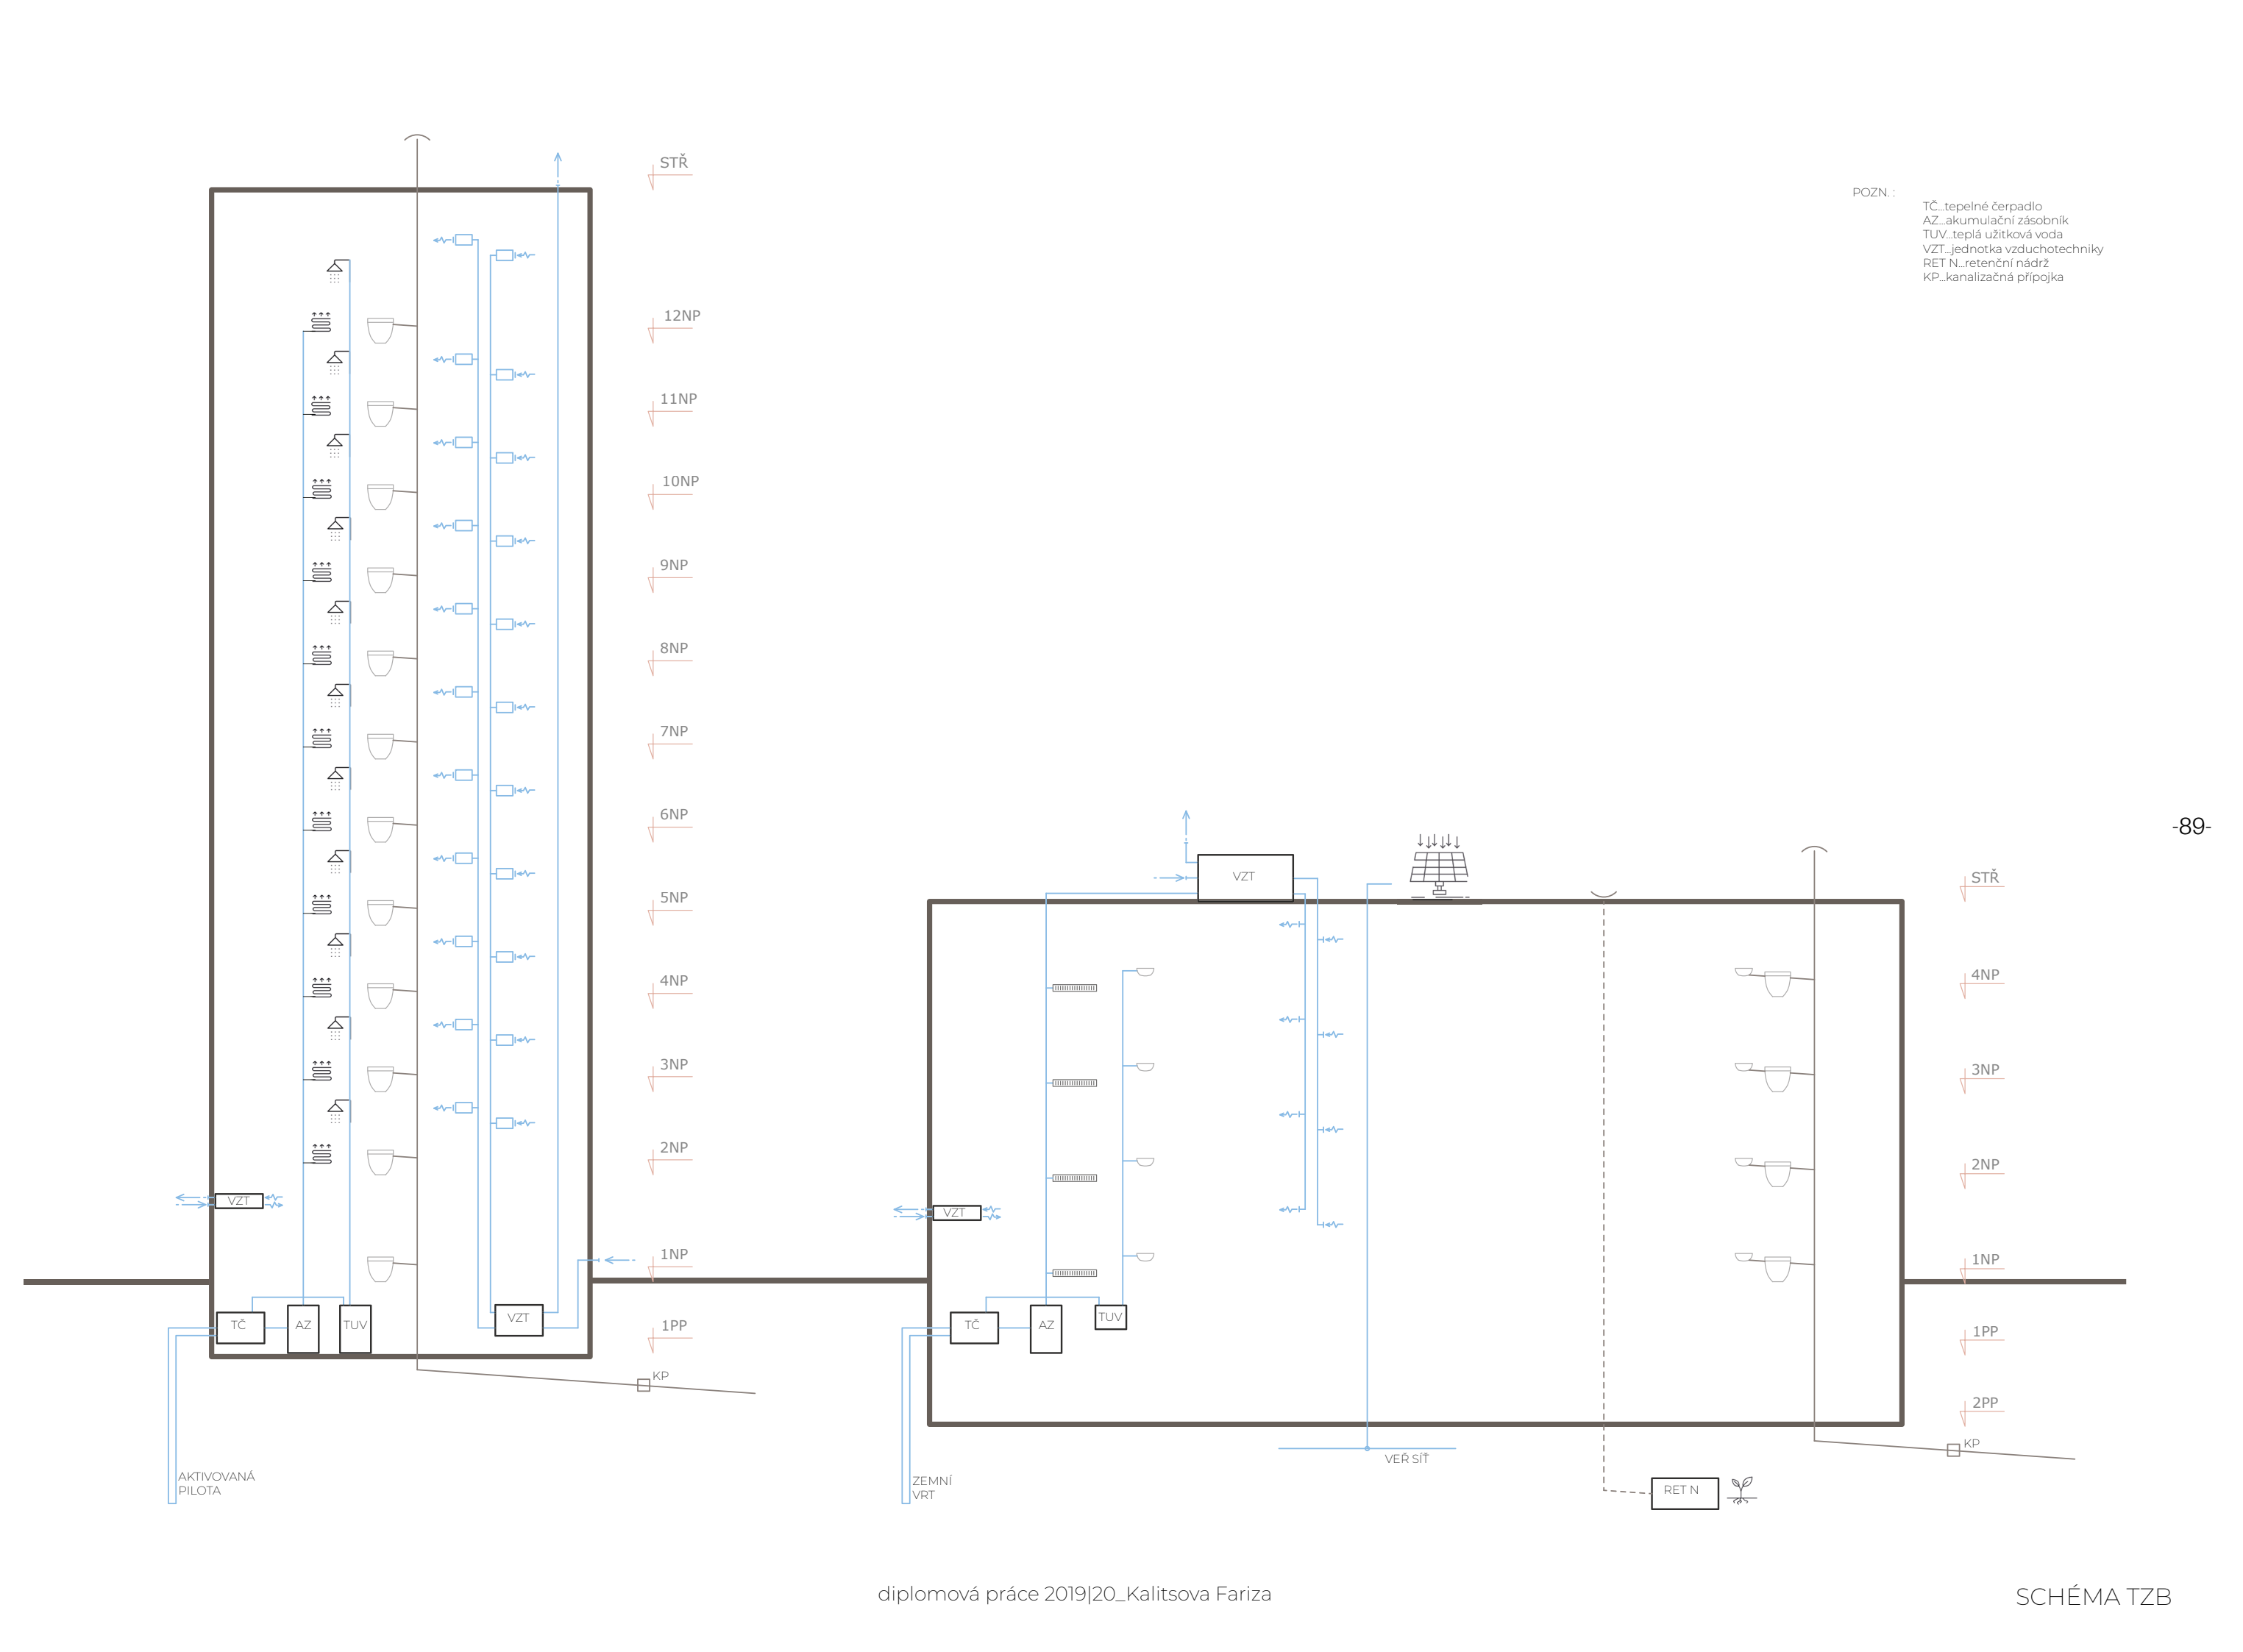 STŘ
12NP
11NP
10NP
9NP
8NP
7NP
6NP
5NP
4NP
3NP
2NP
1NP
1PP
VZT
TČ
AZ
TUV
VZT
KP
AKTIVOVANÁ
PILOTA
POZN. :
TČ...tepelné čerpadlo
AZ...akumulační zásobník
TUV...teplá užitková voda
VZT...jednotka vzduchotechniky
RET N...retenční nádrž
KP...kanalizačná přípojka
-89-
VZT
VZT
TČ
AZ
TUV
ZEMNÍ
VRT
VEŘ SÍŤ
RET N
STŘ
4NP
3NP
2NP
1NP
1PP
2PP
KP
diplomová práce 2019|20_Kalitsova Fariza
SCHÉMA TZB